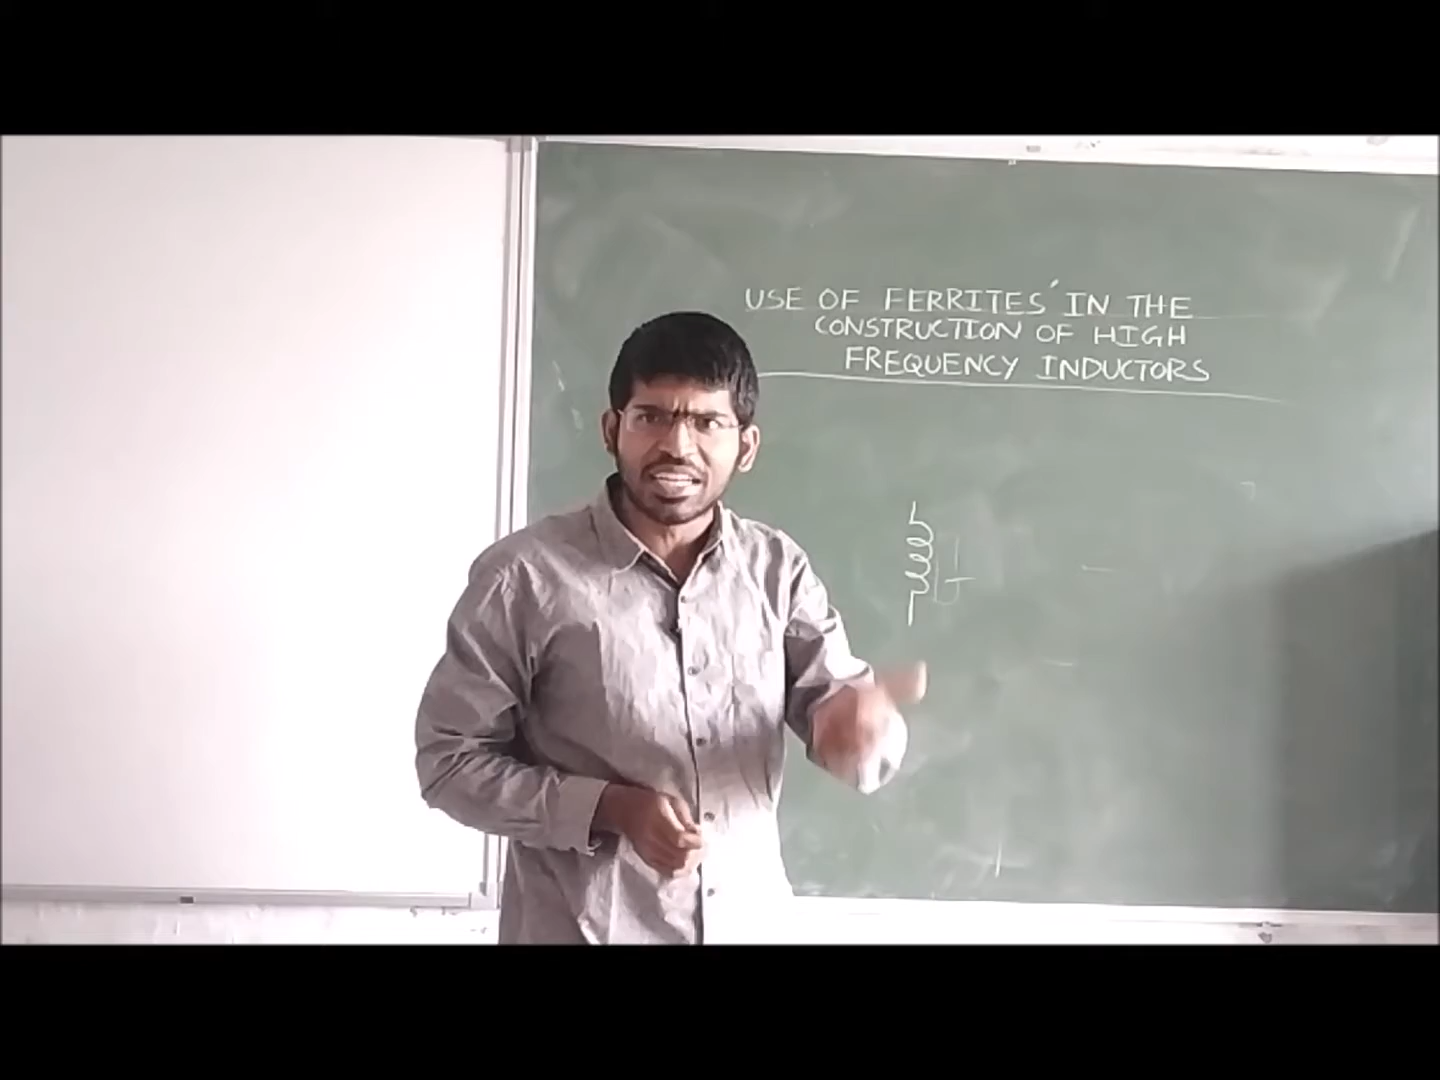 USE OF FERRITES' IN THE
CONSTRUCTION OF HIGH
FREQUENCY INDUCTORS